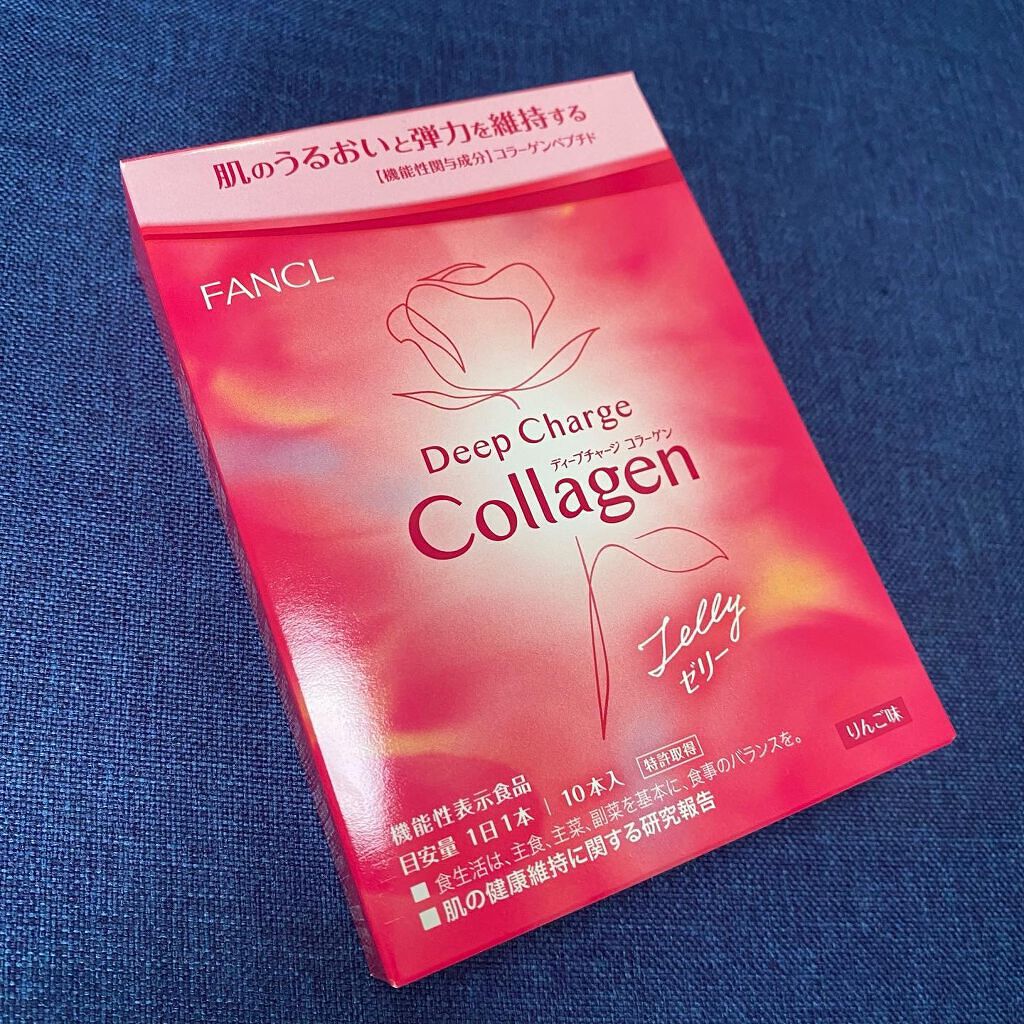 肌のうるおいと弾力を維持する
【機能性関与成分】コラーゲンペプチド
FANCL
Deep Charge
ディープチャージ コラーゲン
Collagen
Jelly
ゼリー
りんご味
機能性表示食品
目安量 1日1本 | 10本入 特許取得
■ 食生活は、主食、主菜、副菜を基本に、食事のバランスを。
■ 肌の健康維持に関する研究報告